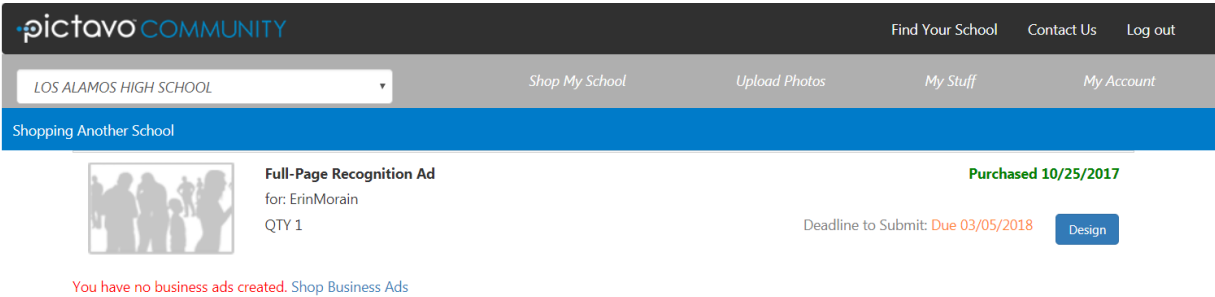 pictavo COMMUNITY
Find Your School Contact Us Log out
LOS ALAMOS HIGH SCHOOL
Shop My School Upload Photos My Stuff My Account
Shopping Another School
Full-Page Recognition Ad
Purchased 10/25/2017
for: ErinMorain
QTY 1
Deadline to Submit: Due 03/05/2018
Design
You have no business ads created. Shop Business Ads